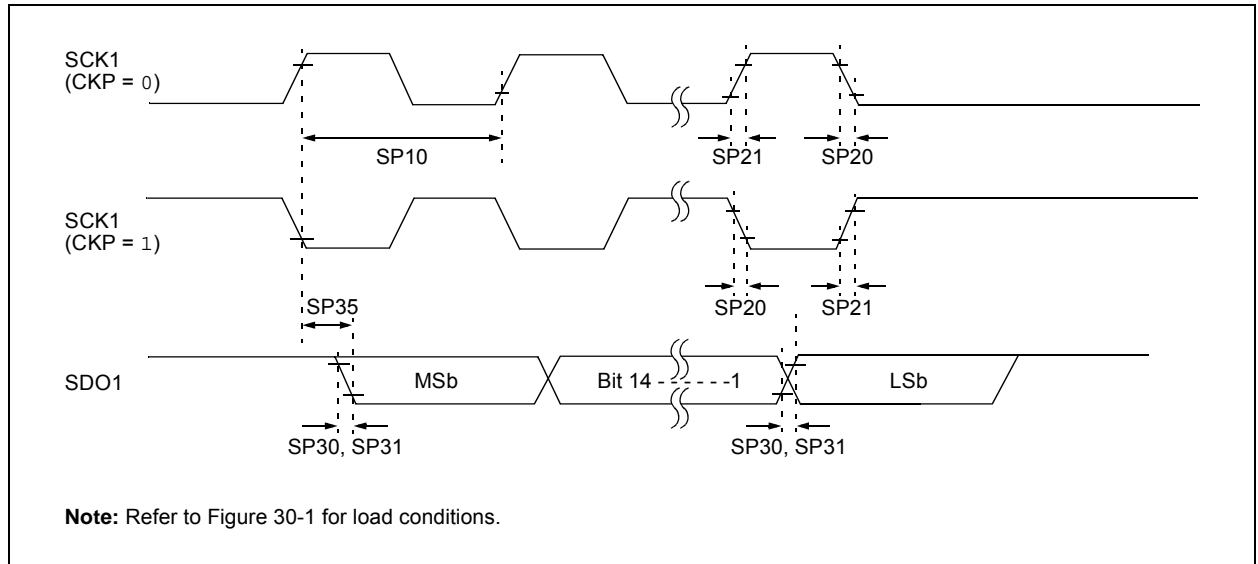 SCK1
(CKP = 0)
SP10
SP21
SP20
SCK1
(CKP = 1)
SP35
SP20
SP21
SDO1
MSb
Bit 14 - - - - - -1
LSb
SP30, SP31
SP30, SP31
Note: Refer to Figure 30-1 for load conditions.